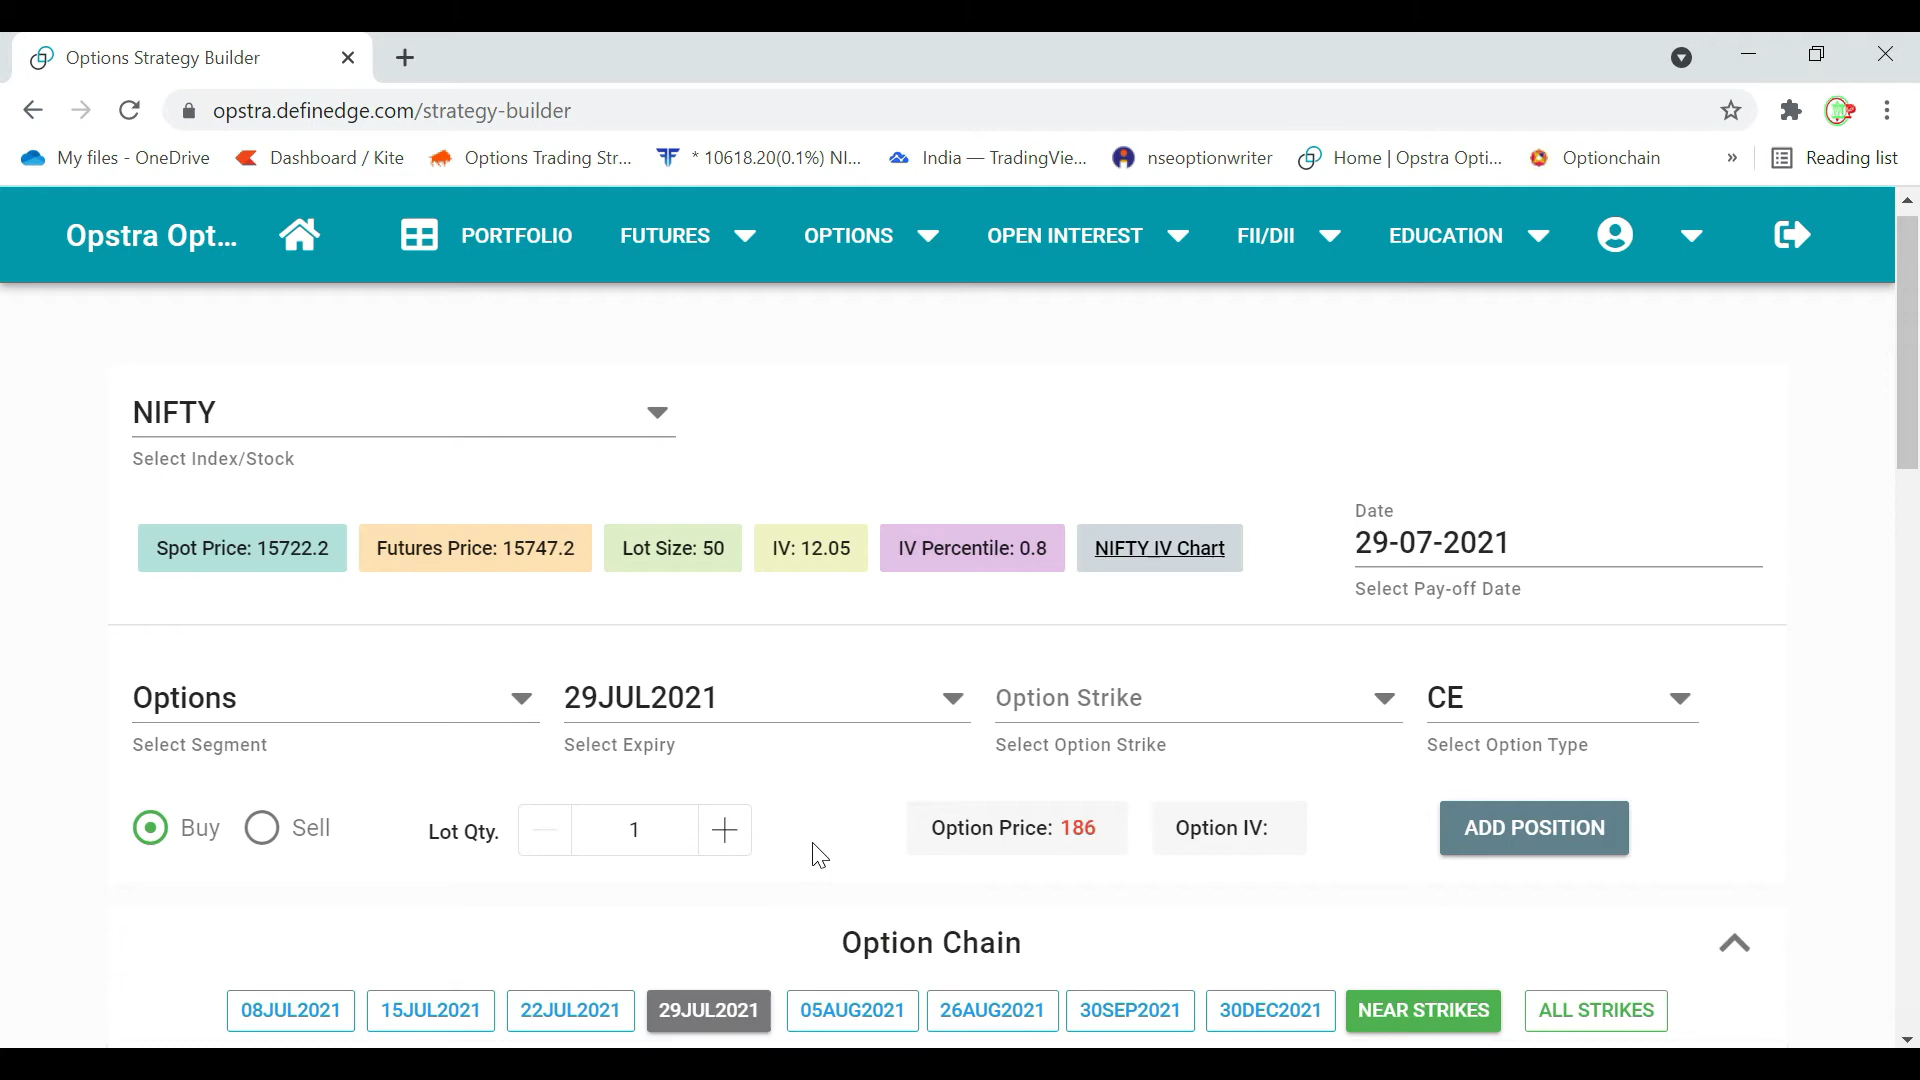 Options Strategy Builder
opstra.definedge.com/strategy-builder
My files - OneDrive Dashboard / Kite Options Trading Str... * 10618.20(0.1%) NI... India — TradingVie... nseoptionwriter Home | Opstra Opti... Optionchain » Reading list
Opstra Opt... PORTFOLIO FUTURES OPTIONS OPEN INTEREST FII/DII EDUCATION
NIFTY
Select Index/Stock
Date
Spot Price: 15722.2 Futures Price: 15747.2 Lot Size: 50 IV: 12.05 IV Percentile: 0.8 NIFTY IV Chart 29-07-2021
Select Pay-off Date
Options 29JUL2021 Option Strike CE
Select Segment Select Expiry Select Option Strike Select Option Type
Buy Sell Lot Qty. 1 Option Price: 186 Option IV: ADD POSITION
Option Chain
08JUL2021 15JUL2021 22JUL2021 29JUL2021 05AUG2021 26AUG2021 30SEP2021 30DEC2021 NEAR STRIKES ALL STRIKES